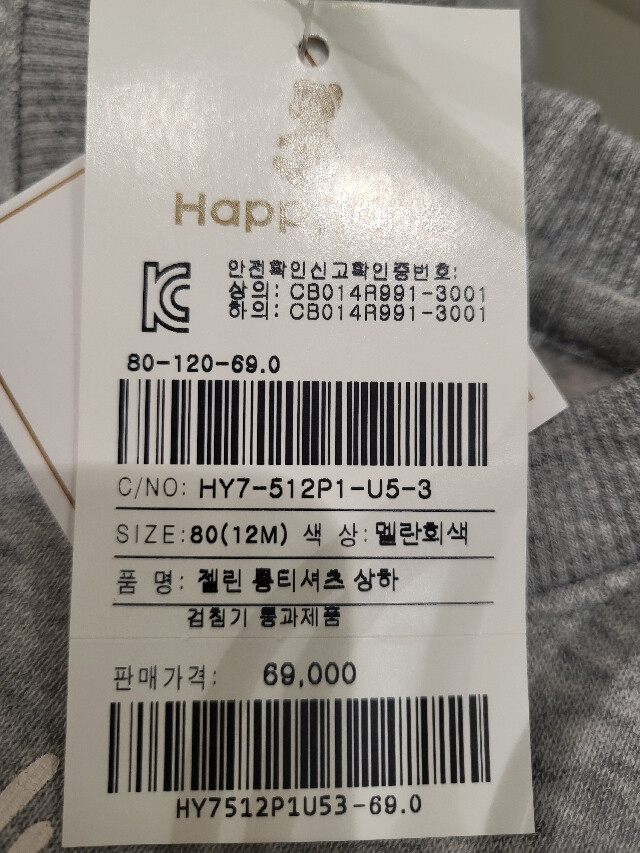 안전확인신고확인증번호:
상의: CB014R991-3001
하의: CB014R991-3001
80-120-69.0
C/NO: HY7-512P1-U5-3
SIZE:80(12M) 색 상:멜란회색
품 명: 젤린 롱티셔츠 상하
검침기 통과제품
판매가격: 69,000
HY7512P1U53-69.0